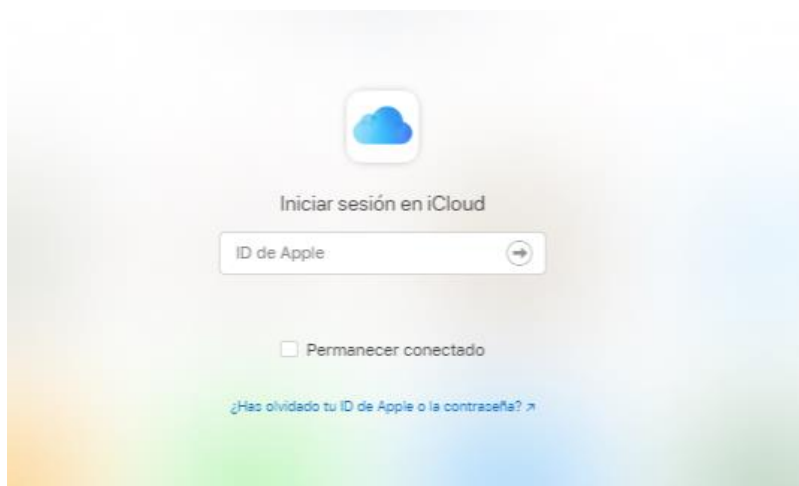 Iniciar sesión en iCloud
ID de Apple
Permanecer conectado
¿Has olvidado tu ID de Apple o la contraseña? ↗